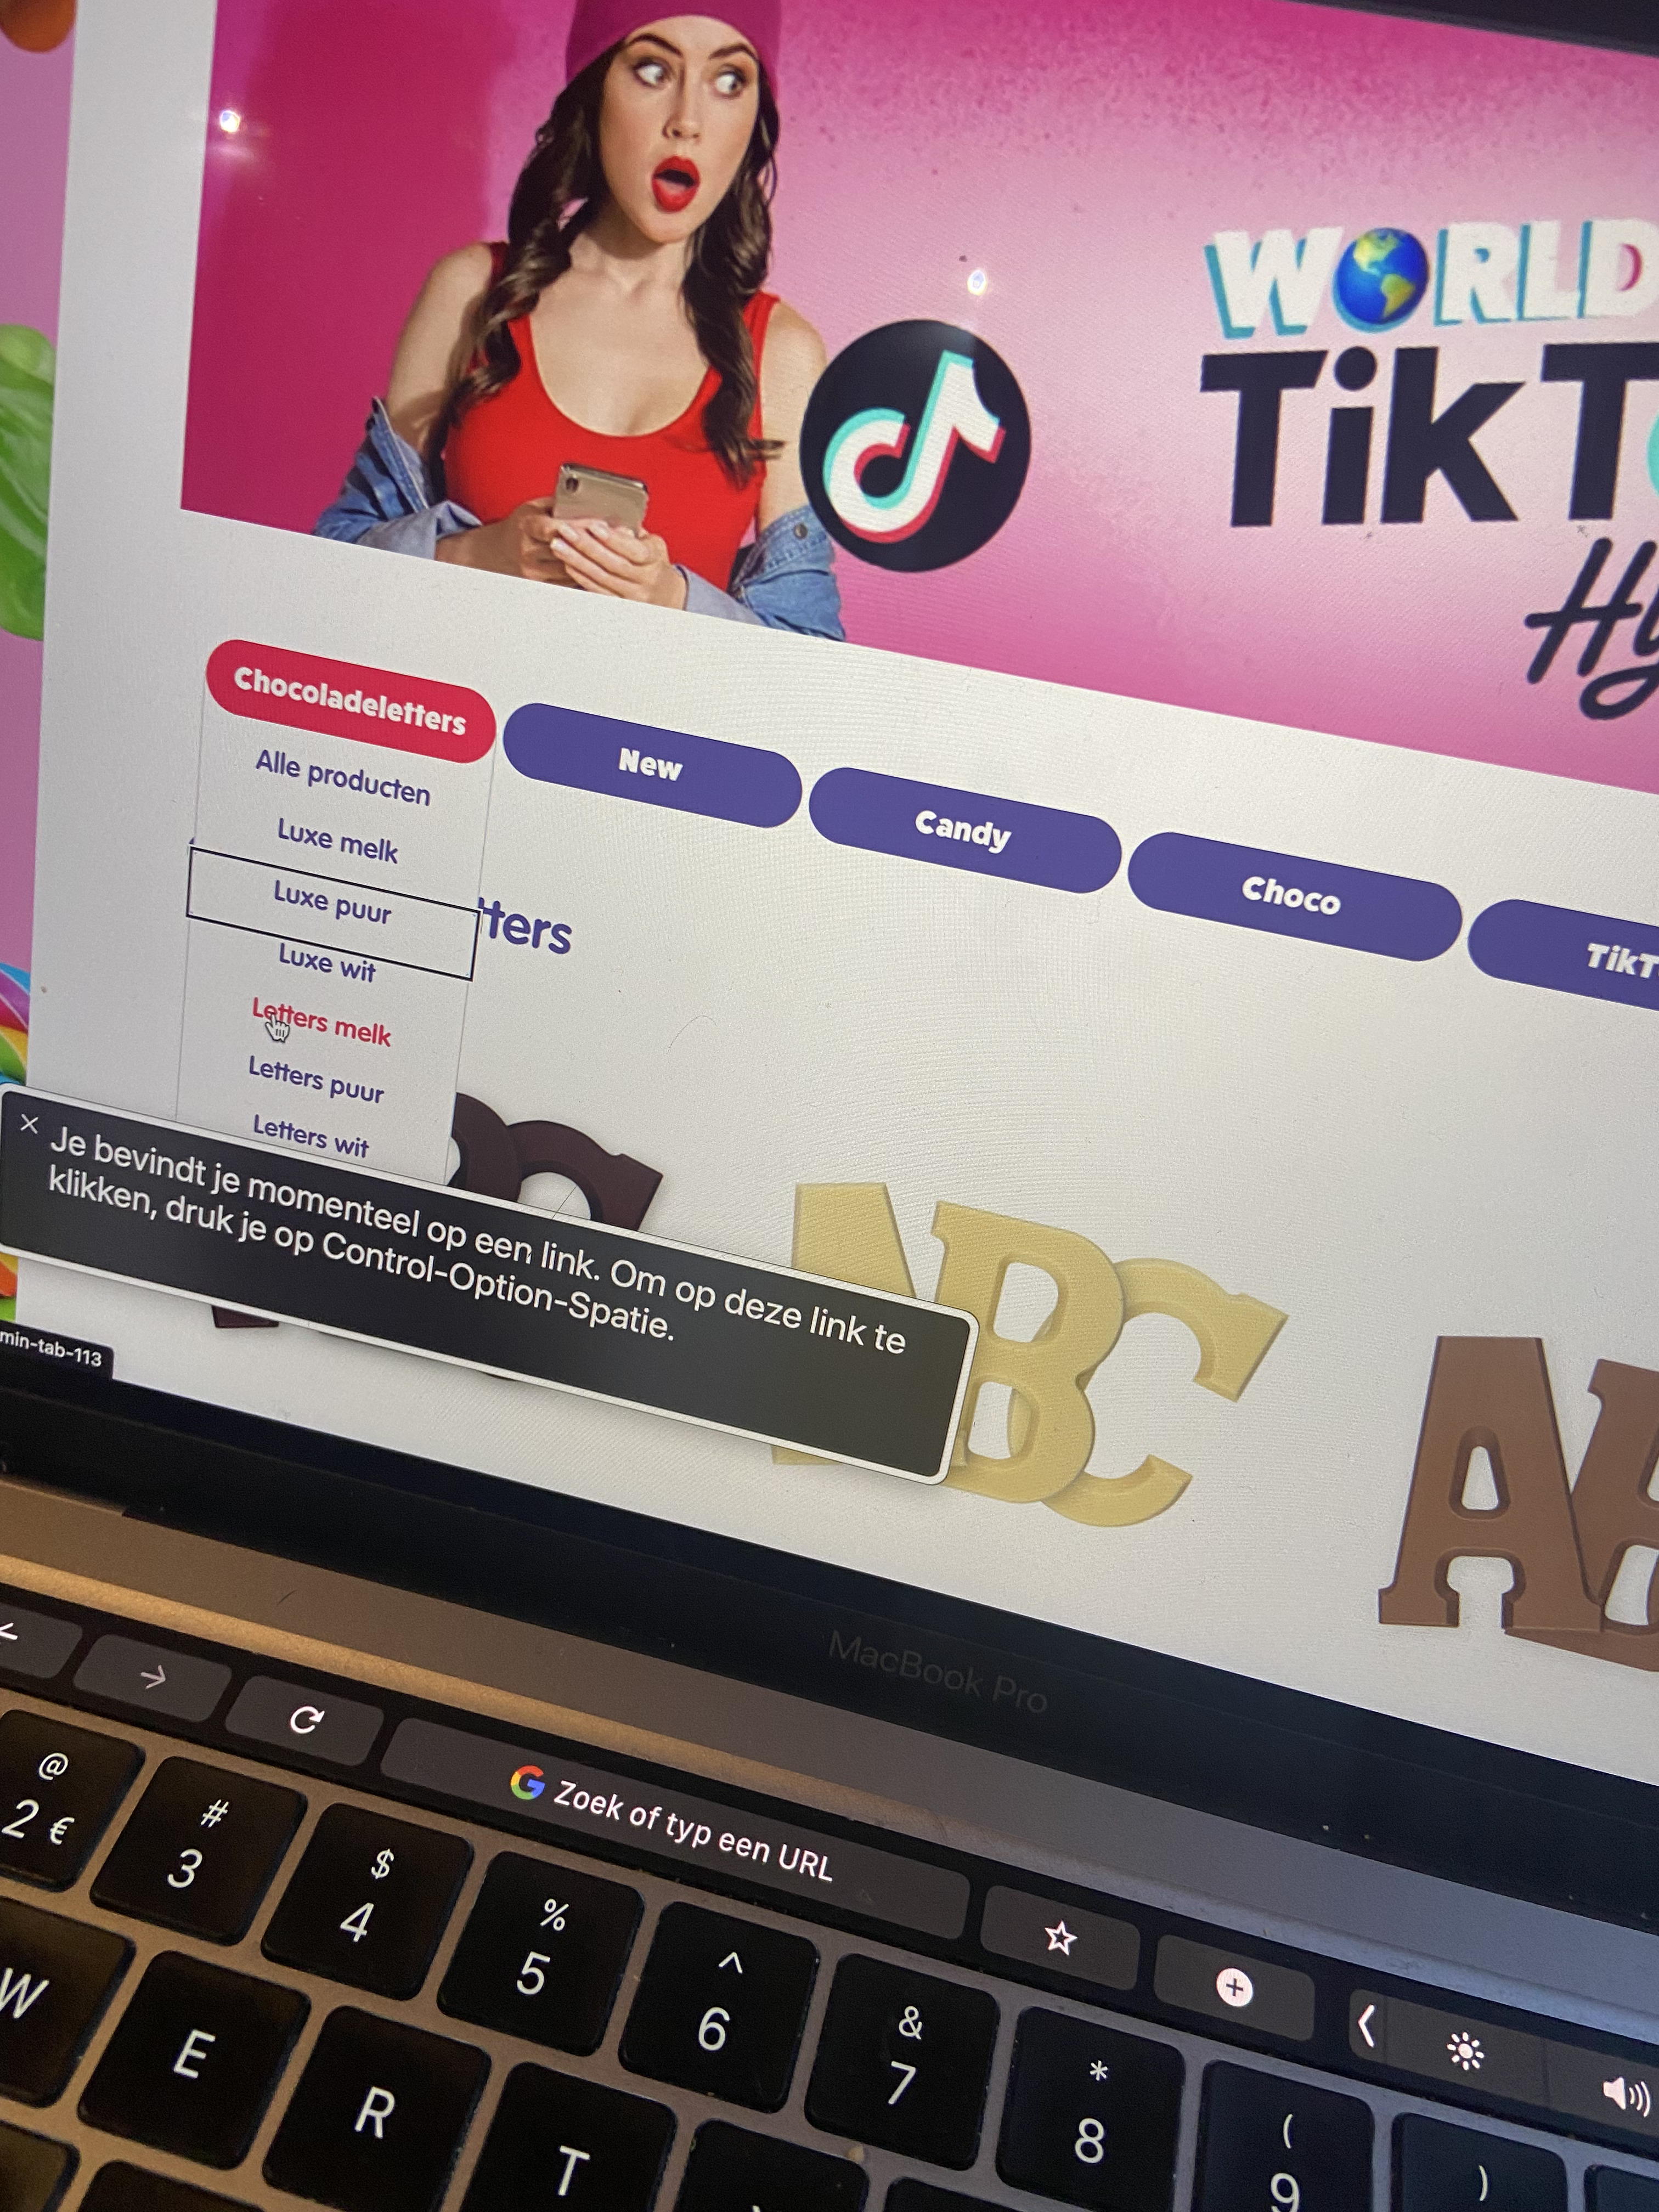 WORLD
TikT
Hy
Chocoladeletters
New
Candy
Choco
TikT
Alle producten
Luxe melk
Luxe puur
Luxe wit
Letters melk
Letters puur
Letters wit
tters
ABC
Je bevindt je momenteel op een link. Om op deze link te
klikken, druk je op Control-Option-Spatie.
min-tab-113
MacBook Pro
Zoek of typ een URL
@ # $ % ^ & * ( )
2 € 3 4 5 6 7 8 9
W E R T